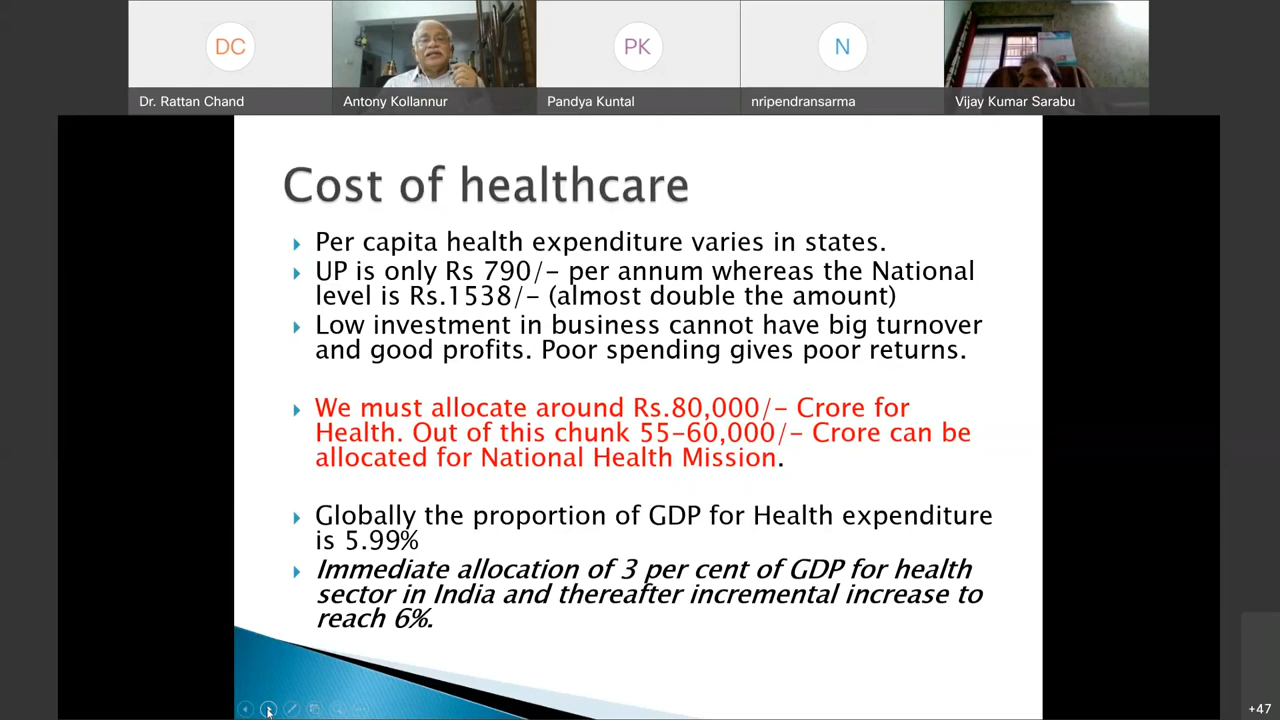 DC
PK
N
Dr. Rattan Chand
Antony Kollannur
Pandya Kuntal
nripendransarma
Vijay Kumar Sarabu
Cost of healthcare
Per capita health expenditure varies in states.
UP is only Rs 790/- per annum whereas the National
level is Rs.1538/- (almost double the amount)
Low investment in business cannot have big turnover
and good profits. Poor spending gives poor returns.
We must allocate around Rs.80,000/- Crore for
Health. Out of this chunk 55-60,000/- Crore can be
allocated for National Health Mission.
Globally the proportion of GDP for Health expenditure
is 5.99%
Immediate allocation of 3 per cent of GDP for health
sector in India and thereafter incremental increase to
reach 6%.
+47